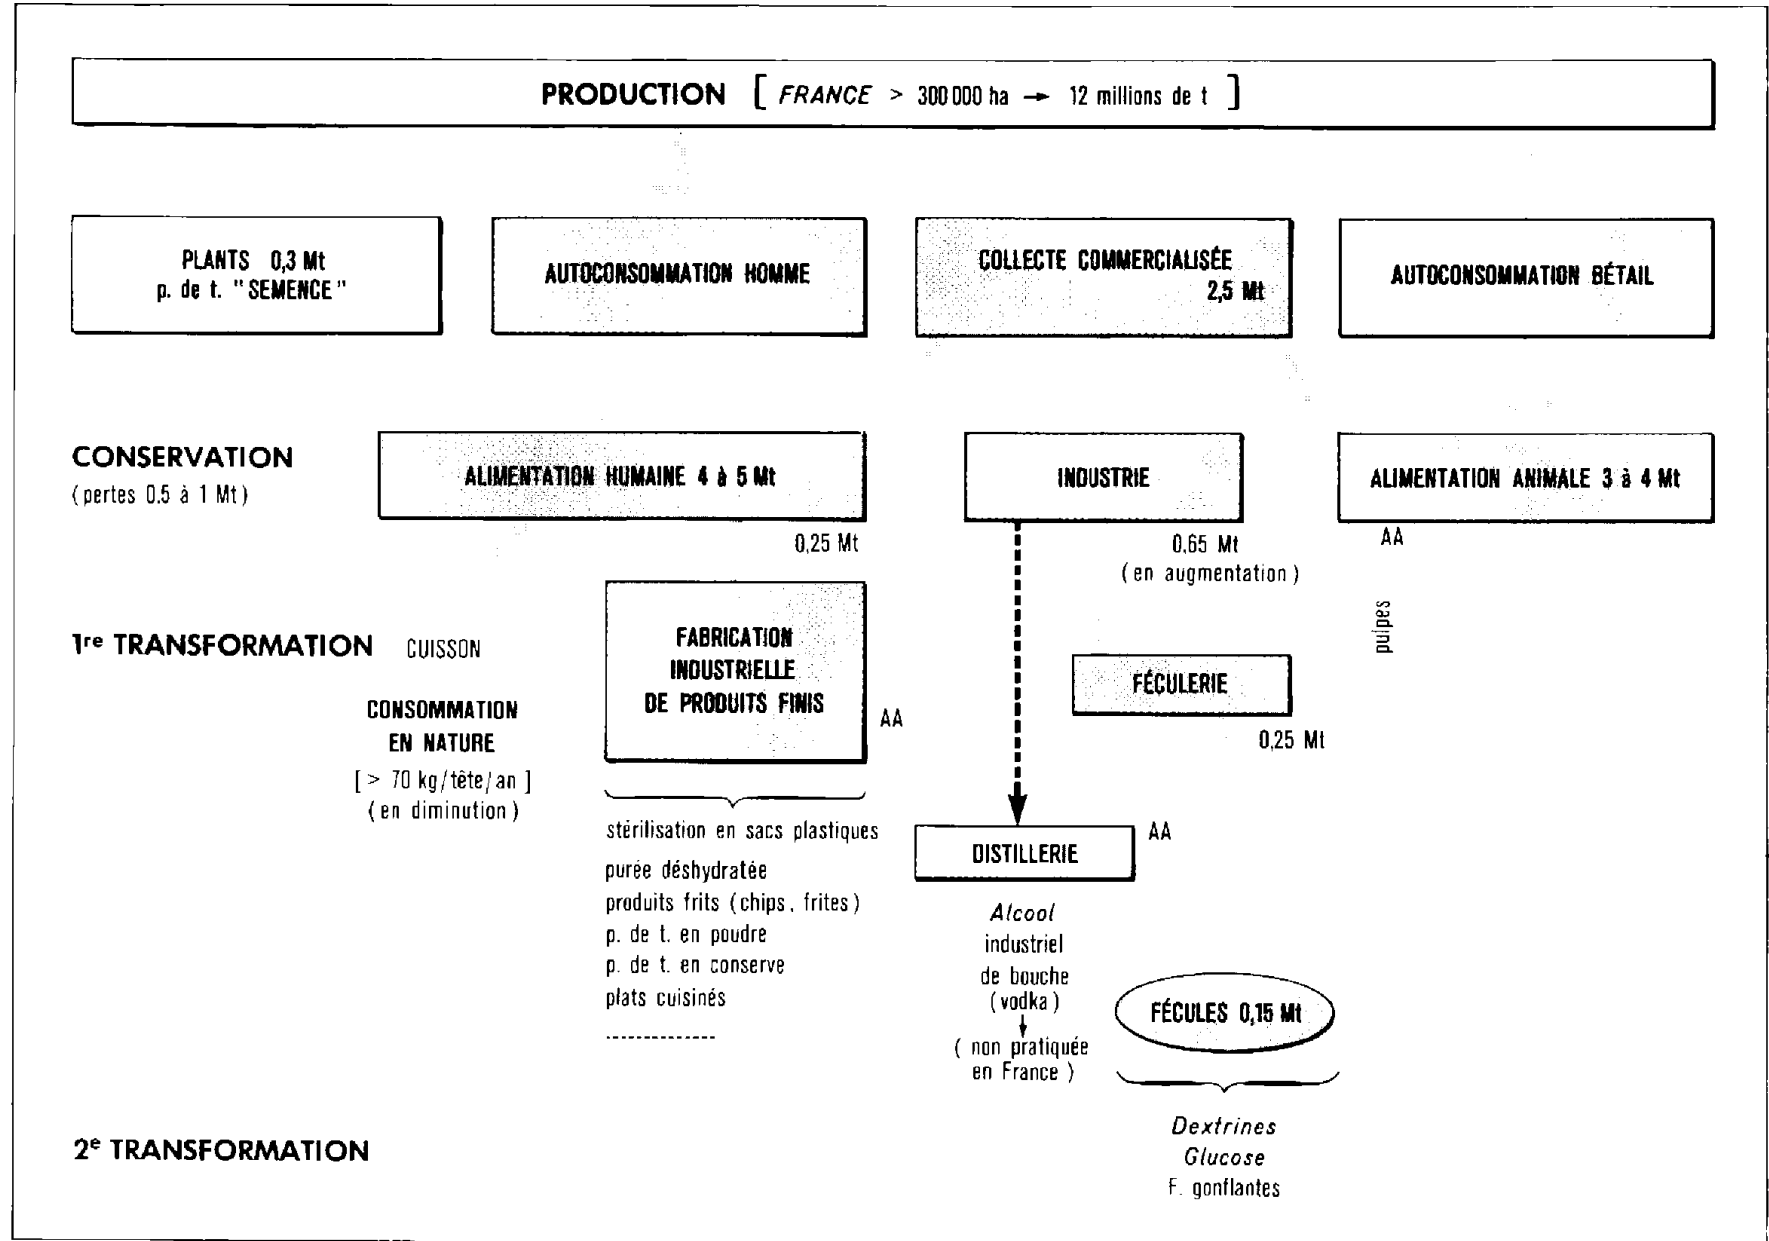 PRODUCTION [ FRANCE > 300 000 ha → 12 millions de t ]
PLANTS 0,3 Mt
p. de t. "SEMENCE"
AUTOCONSOMMATION HOMME
COLLECTE COMMERCIALISÉE
2,5 Mt
AUTOCONSOMMATION BÉTAIL
CONSERVATION
(pertes 0.5 à 1 Mt)
ALIMENTATION HUMAINE 4 à 5 Mt
INDUSTRIE
ALIMENTATION ANIMALE 3 à 4 Mt
0,25 Mt
0,65 Mt
(en augmentation)
AA
pulpes
1re TRANSFORMATION
CUISSON
CONSOMMATION
EN NATURE
[ > 70 kg/tête/an ]
(en diminution)
FABRICATION
INDUSTRIELLE
DE PRODUITS FINIS
AA
FÉCULERIE
0,25 Mt
stérilisation en sacs plastiques
purée déshydratée
produits frits (chips, frites)
p. de t. en poudre
p. de t. en conserve
plats cuisinés
DISTILLERIE
AA
Alcool
industriel
de bouche
(vodka)
( non pratiquée
en France )
FÉCULES 0,15 Mt
Dextrines
Glucose
F. gonflantes
2e TRANSFORMATION